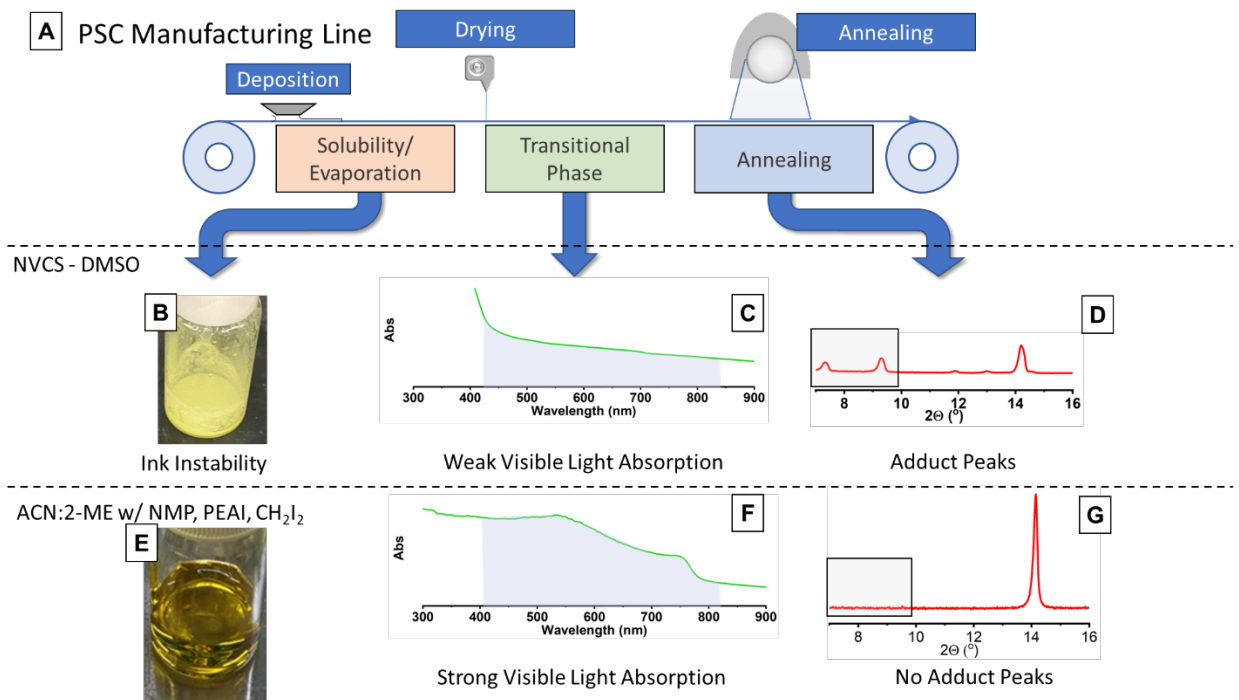 A
PSC Manufacturing Line
Drying
Annealing
Deposition
Solubility/
Evaporation
Transitional
Phase
Annealing
NVCS - DMSO
B
C
D
Abs
400 500 600 700 800 900
Wavelength (nm)
8 10 12 14 16
2Θ (°)
Ink Instability
Weak Visible Light Absorption
Adduct Peaks
ACN:2-ME w/ NMP, PEAI, CH₂I₂
E
F
G
Abs
300 400 500 600 700 800 900
Wavelength (nm)
8 10 12 14 16
2Θ (°)
Strong Visible Light Absorption
No Adduct Peaks